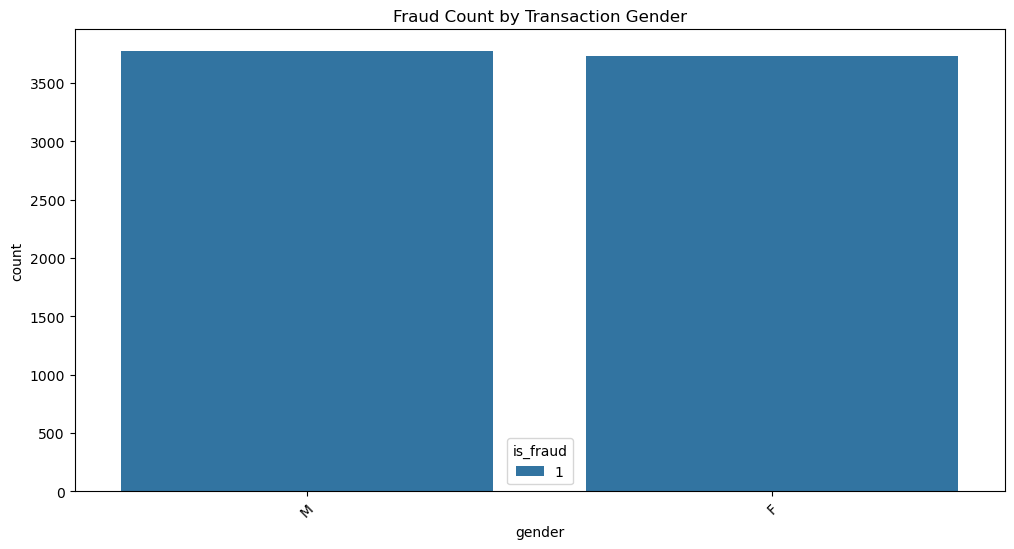 Fraud Count by Transaction Gender
count
3500
3000
2500
2000
1500
1000
500
0
is_fraud
1
M
F
gender